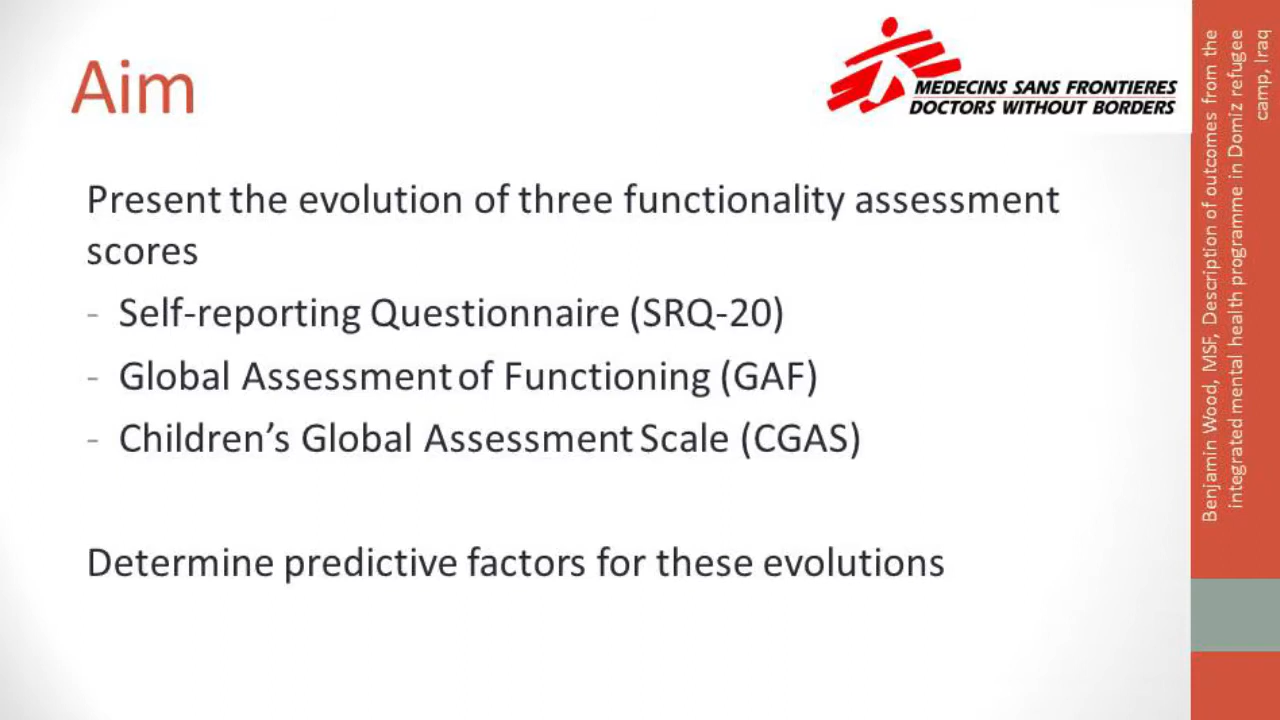 Aim
MEDECINS SANS FRONTIERES
DOCTORS WITHOUT BORDERS
Present the evolution of three functionality assessment
scores
- Self-reporting Questionnaire (SRQ-20)
- Global Assessment of Functioning (GAF)
- Children’s Global Assessment Scale (CGAS)
Determine predictive factors for these evolutions
Benjamin Wood, MSF, Description of outcomes from the
integrated mental health programme in Domiz refugee
camp, Iraq